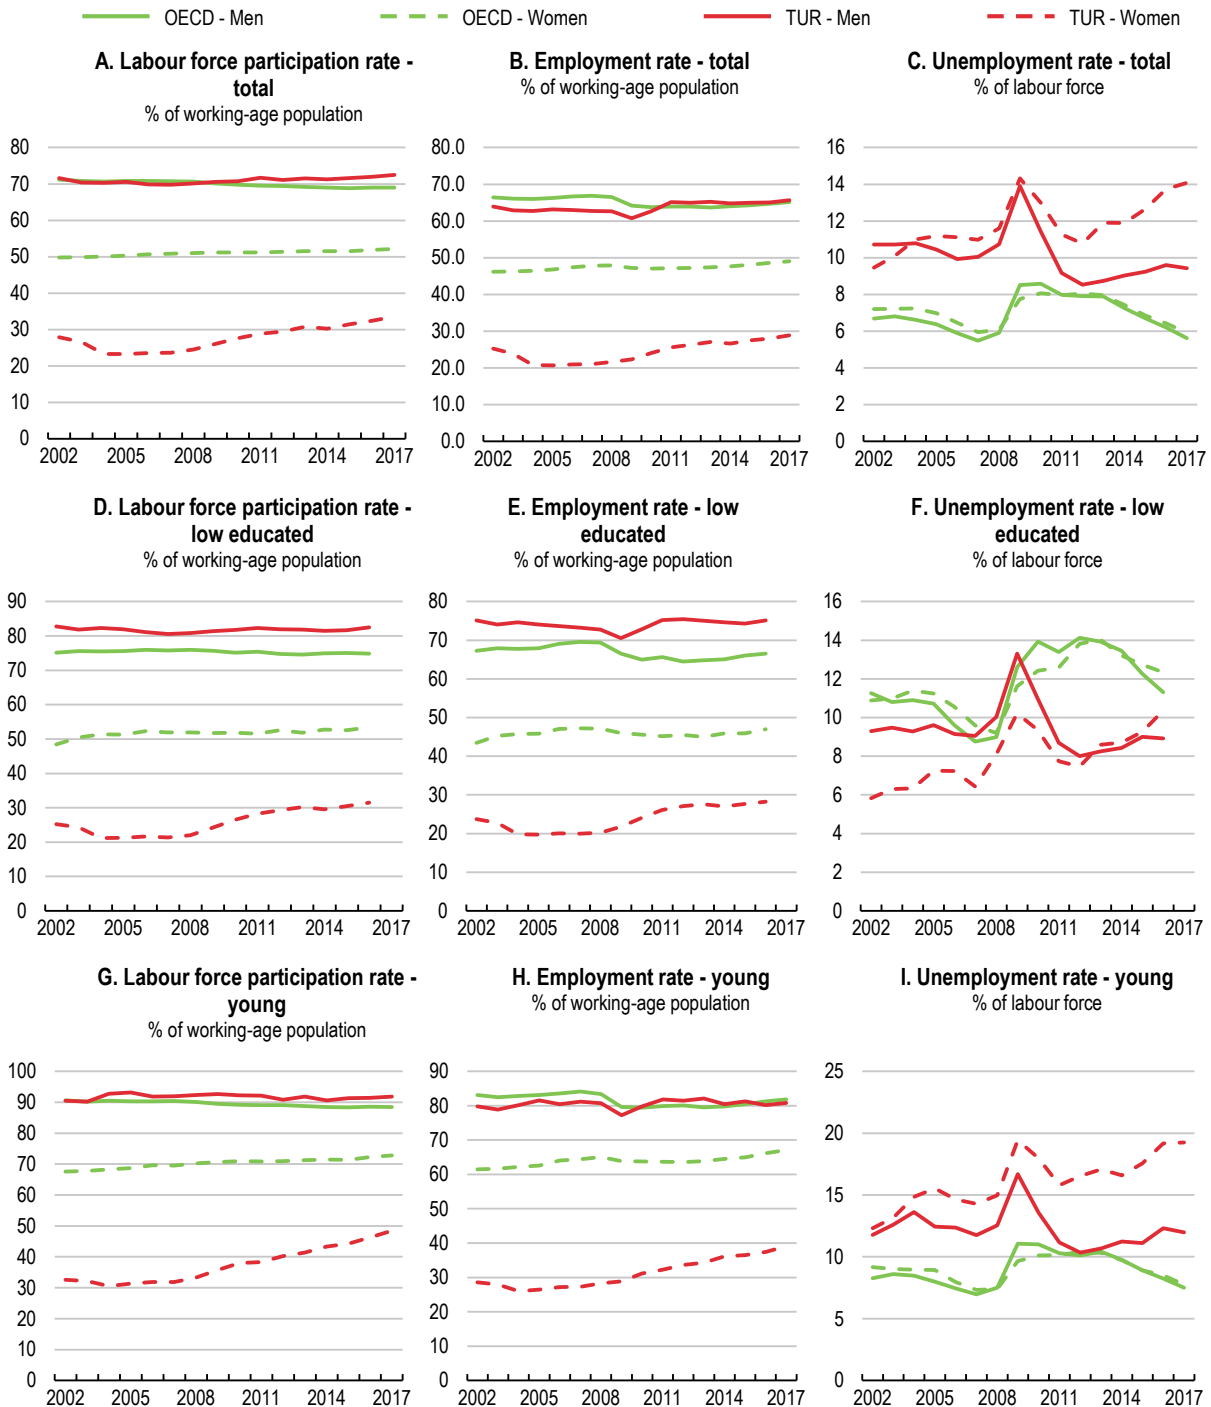 OECD - Men
OECD - Women
TUR - Men
TUR - Women
A. Labour force participation rate -
total
% of working-age population
80
70
60
50
40
30
20
10
0
2002 2005 2008 2011 2014 2017
B. Employment rate - total
% of working-age population
80.0
70.0
60.0
50.0
40.0
30.0
20.0
10.0
0.0
2002 2005 2008 2011 2014 2017
C. Unemployment rate - total
% of labour force
16
14
12
10
8
6
4
2
0
2002 2005 2008 2011 2014 2017
D. Labour force participation rate -
low educated
% of working-age population
90
80
70
60
50
40
30
20
10
0
2002 2005 2008 2011 2014 2017
E. Employment rate - low
educated
% of working-age population
80
70
60
50
40
30
20
10
0
2002 2005 2008 2011 2014 2017
F. Unemployment rate - low
educated
% of labour force
16
14
12
10
8
6
4
2
0
2002 2005 2008 2011 2014 2017
G. Labour force participation rate -
young
% of working-age population
100
90
80
70
60
50
40
30
20
10
0
2002 2005 2008 2011 2014 2017
H. Employment rate - young
% of working-age population
90
80
70
60
50
40
30
20
10
0
2002 2005 2008 2011 2014 2017
I. Unemployment rate - young
% of labour force
25
20
15
10
5
0
2002 2005 2008 2011 2014 2017